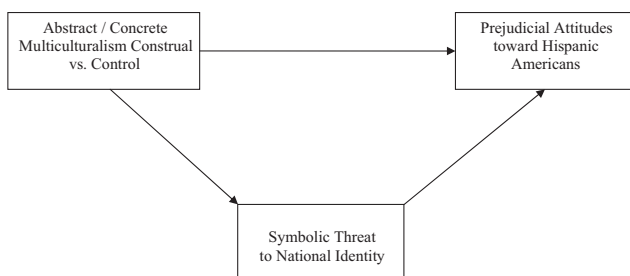 Abstract / Concrete
Multiculturalism Construal
vs. Control
Prejudicial Attitudes
toward Hispanic
Americans
Symbolic Threat
to National Identity